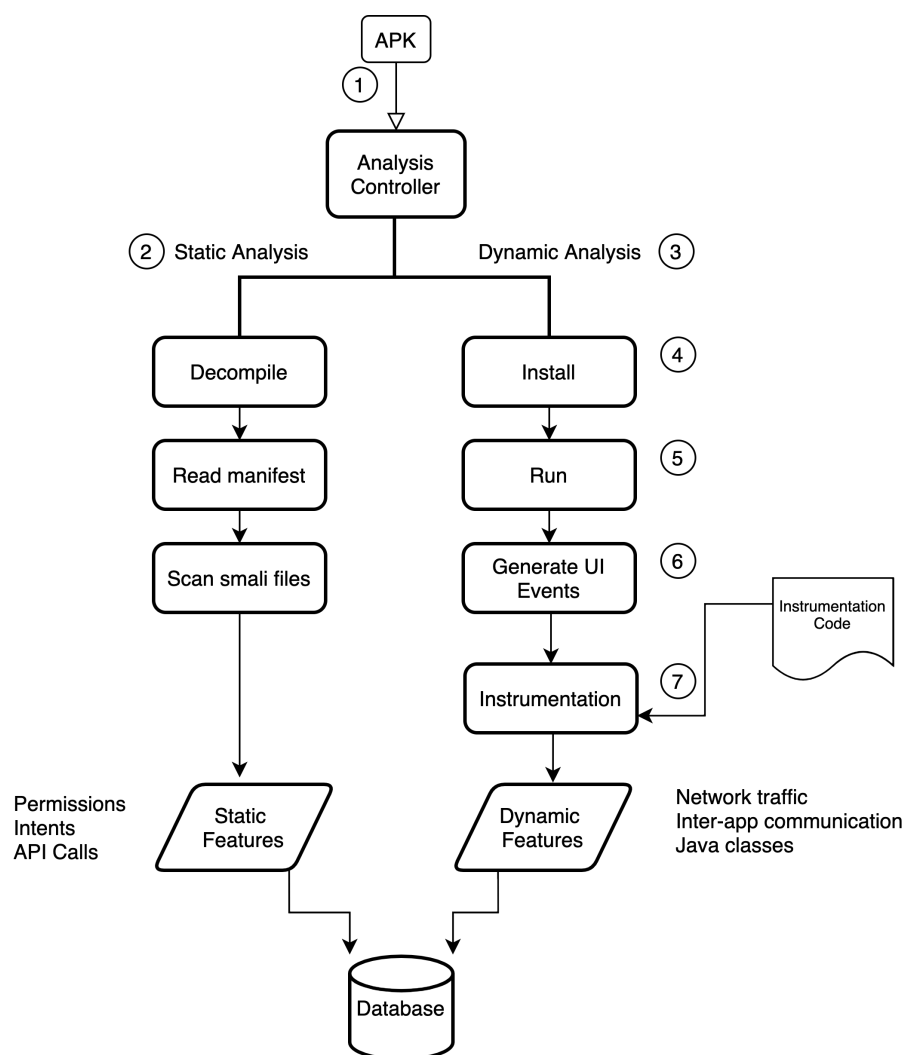 APK
1
Analysis
Controller
2 Static Analysis
Dynamic Analysis 3
Decompile
Install
4
Read manifest
Run
5
Scan smali files
Generate UI
Events
6
Instrumentation
Code
Instrumentation
7
Permissions
Intents
API Calls
Static
Features
Dynamic
Features
Network traffic
Inter-app communication
Java classes
Database